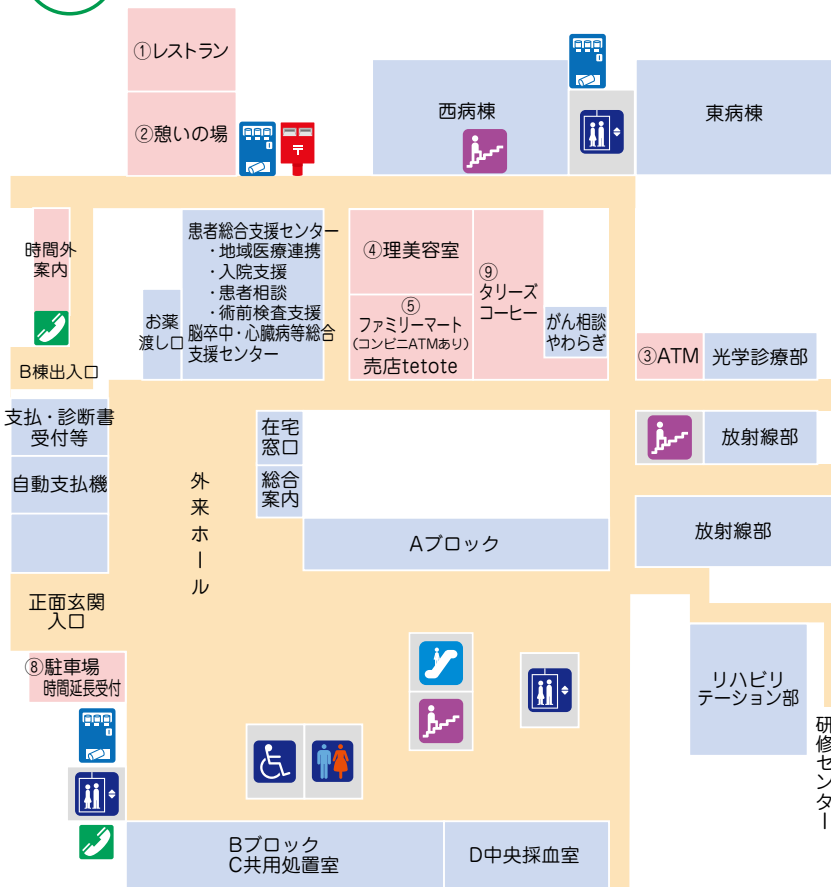 ①レストラン
②憩いの場
西病棟
東病棟
時間外
案内
患者総合支援センター
・地域医療連携
・入院支援
・患者相談
・術前検査支援
脳卒中・心臓病等総合
支援センター
お薬
渡し口
④理美容室
⑤
ファミリーマート
(コンビニATMあり)
売店tetote
⑨
タリーズ
コーヒー
がん相談
やわらぎ
③ATM
光学診療部
B棟出入口
支払・診断書
受付等
自動支払機
在宅
窓口
総合
案内
外来ホール
放射線部
Aブロック
放射線部
正面玄関
入口
⑧駐車場
時間延長受付
リハビリ
テーション部
研修センター
Bブロック
C共用処置室
D中央採血室